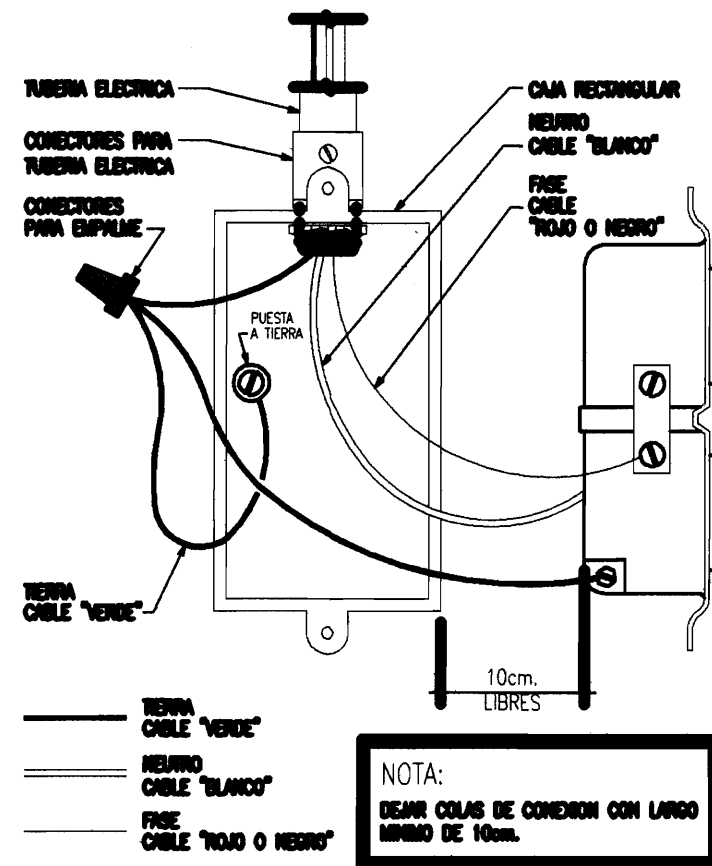 TUBERIA ELECTRICA
CONECTORES PARA
TUBERIA ELECTRICA
CONECTORES
PARA EMPALME
CAJA RECTANGULAR
NEUTRO
CABLE "BLANCO"
FASE
CABLE
"ROJO O NEGRO"
PUESTA
A TIERRA
TIERRA
CABLE "VERDE"
10cm.
LIBRES
TIERRA
CABLE "VERDE"
NEUTRO
CABLE "BLANCO"
FASE
CABLE "ROJO O NEGRO"
NOTA:
DEJAR COLAS DE CONEXION CON LARGO
MINIMO DE 10cm.